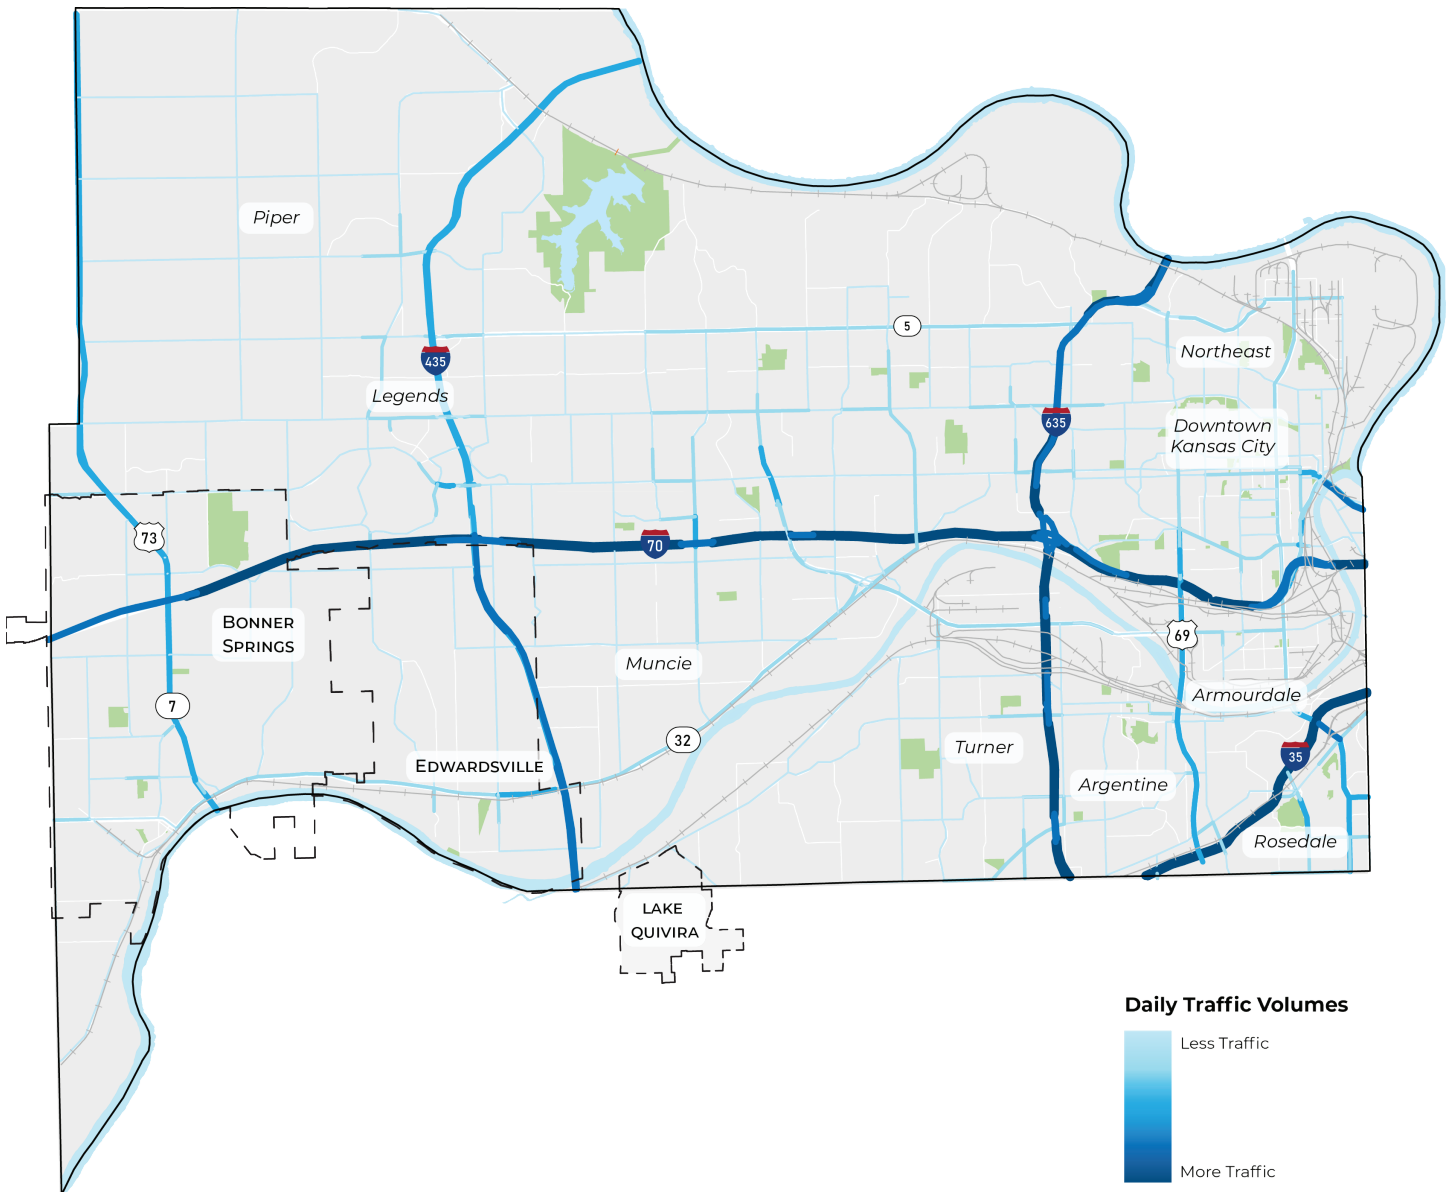 Piper
5
Northeast
435
Legends
635
Downtown
Kansas City
73
70
BONNER
SPRINGS
69
Muncie
Armourdale
7
32
Turner
35
EDWARDSVILLE
Argentine
Rosedale
LAKE
QUIVIRA
Daily Traffic Volumes
Less Traffic
More Traffic